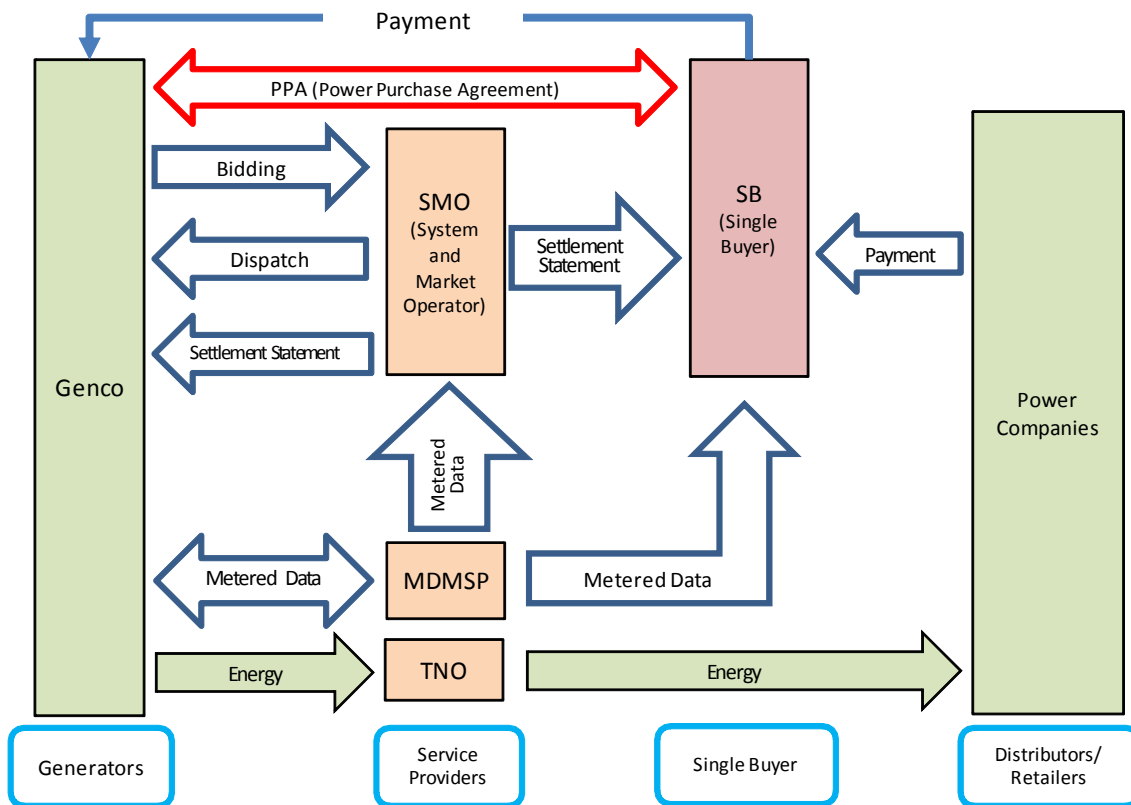 Payment
PPA (Power Purchase Agreement)
Bidding
SMO
(System
and
Market
Operator)
SB
(Single
Buyer)
Settlement
Statement
Dispatch
Payment
Settlement Statement
Genco
Power
Companies
Metered
Data
Metered Data
MDMSP
Metered Data
Energy
TNO
Energy
Generators
Service
Providers
Single Buyer
Distributors/
Retailers